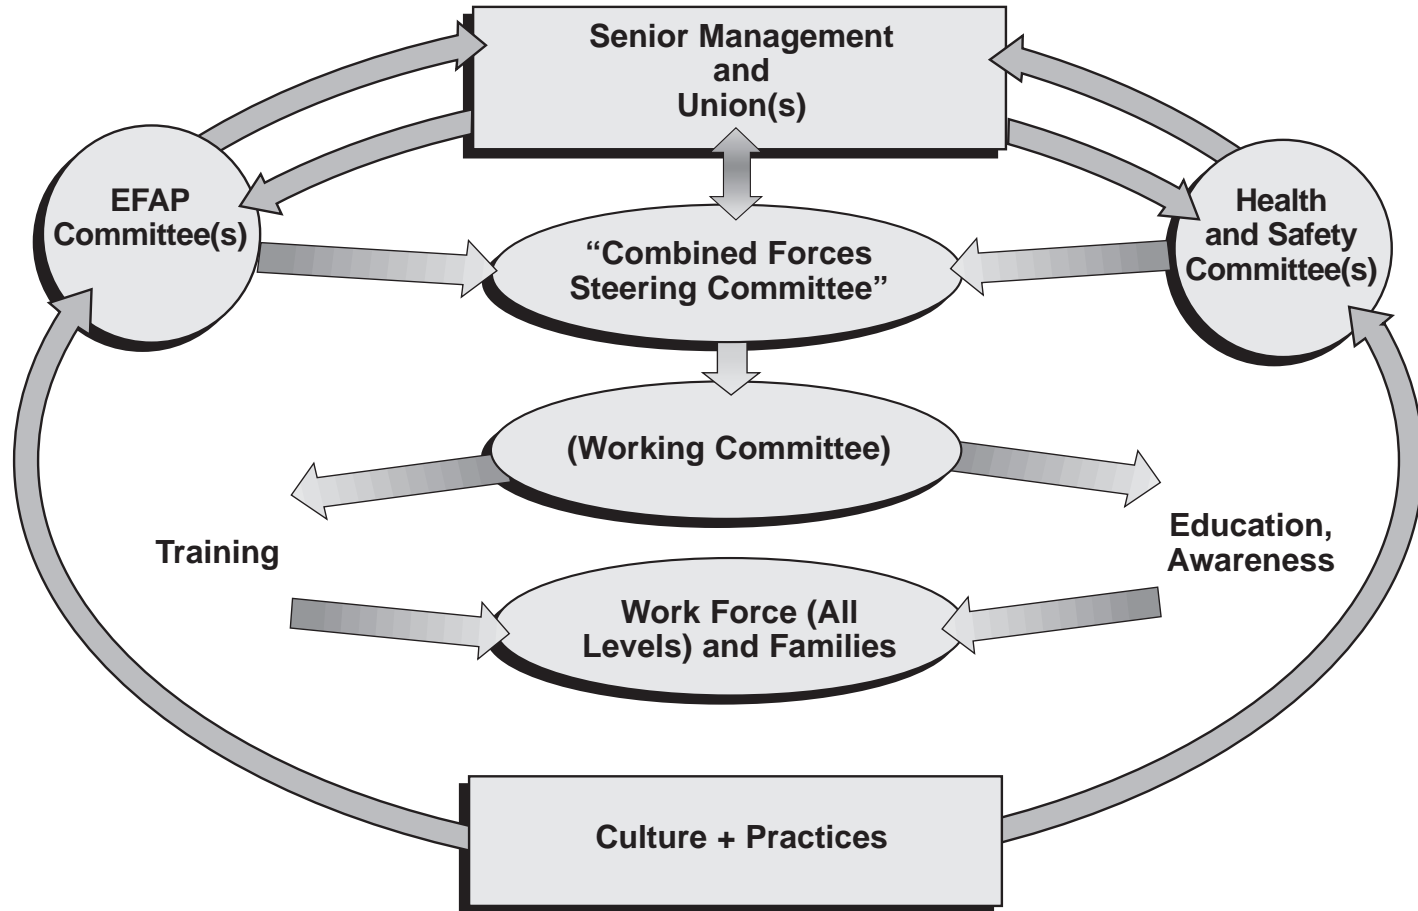 Senior Management
and
Union(s)
EFAP
Committee(s)
Health
and Safety
Committee(s)
“Combined Forces
Steering Committee”
(Working Committee)
Training
Education,
Awareness
Work Force (All
Levels) and Families
Culture + Practices